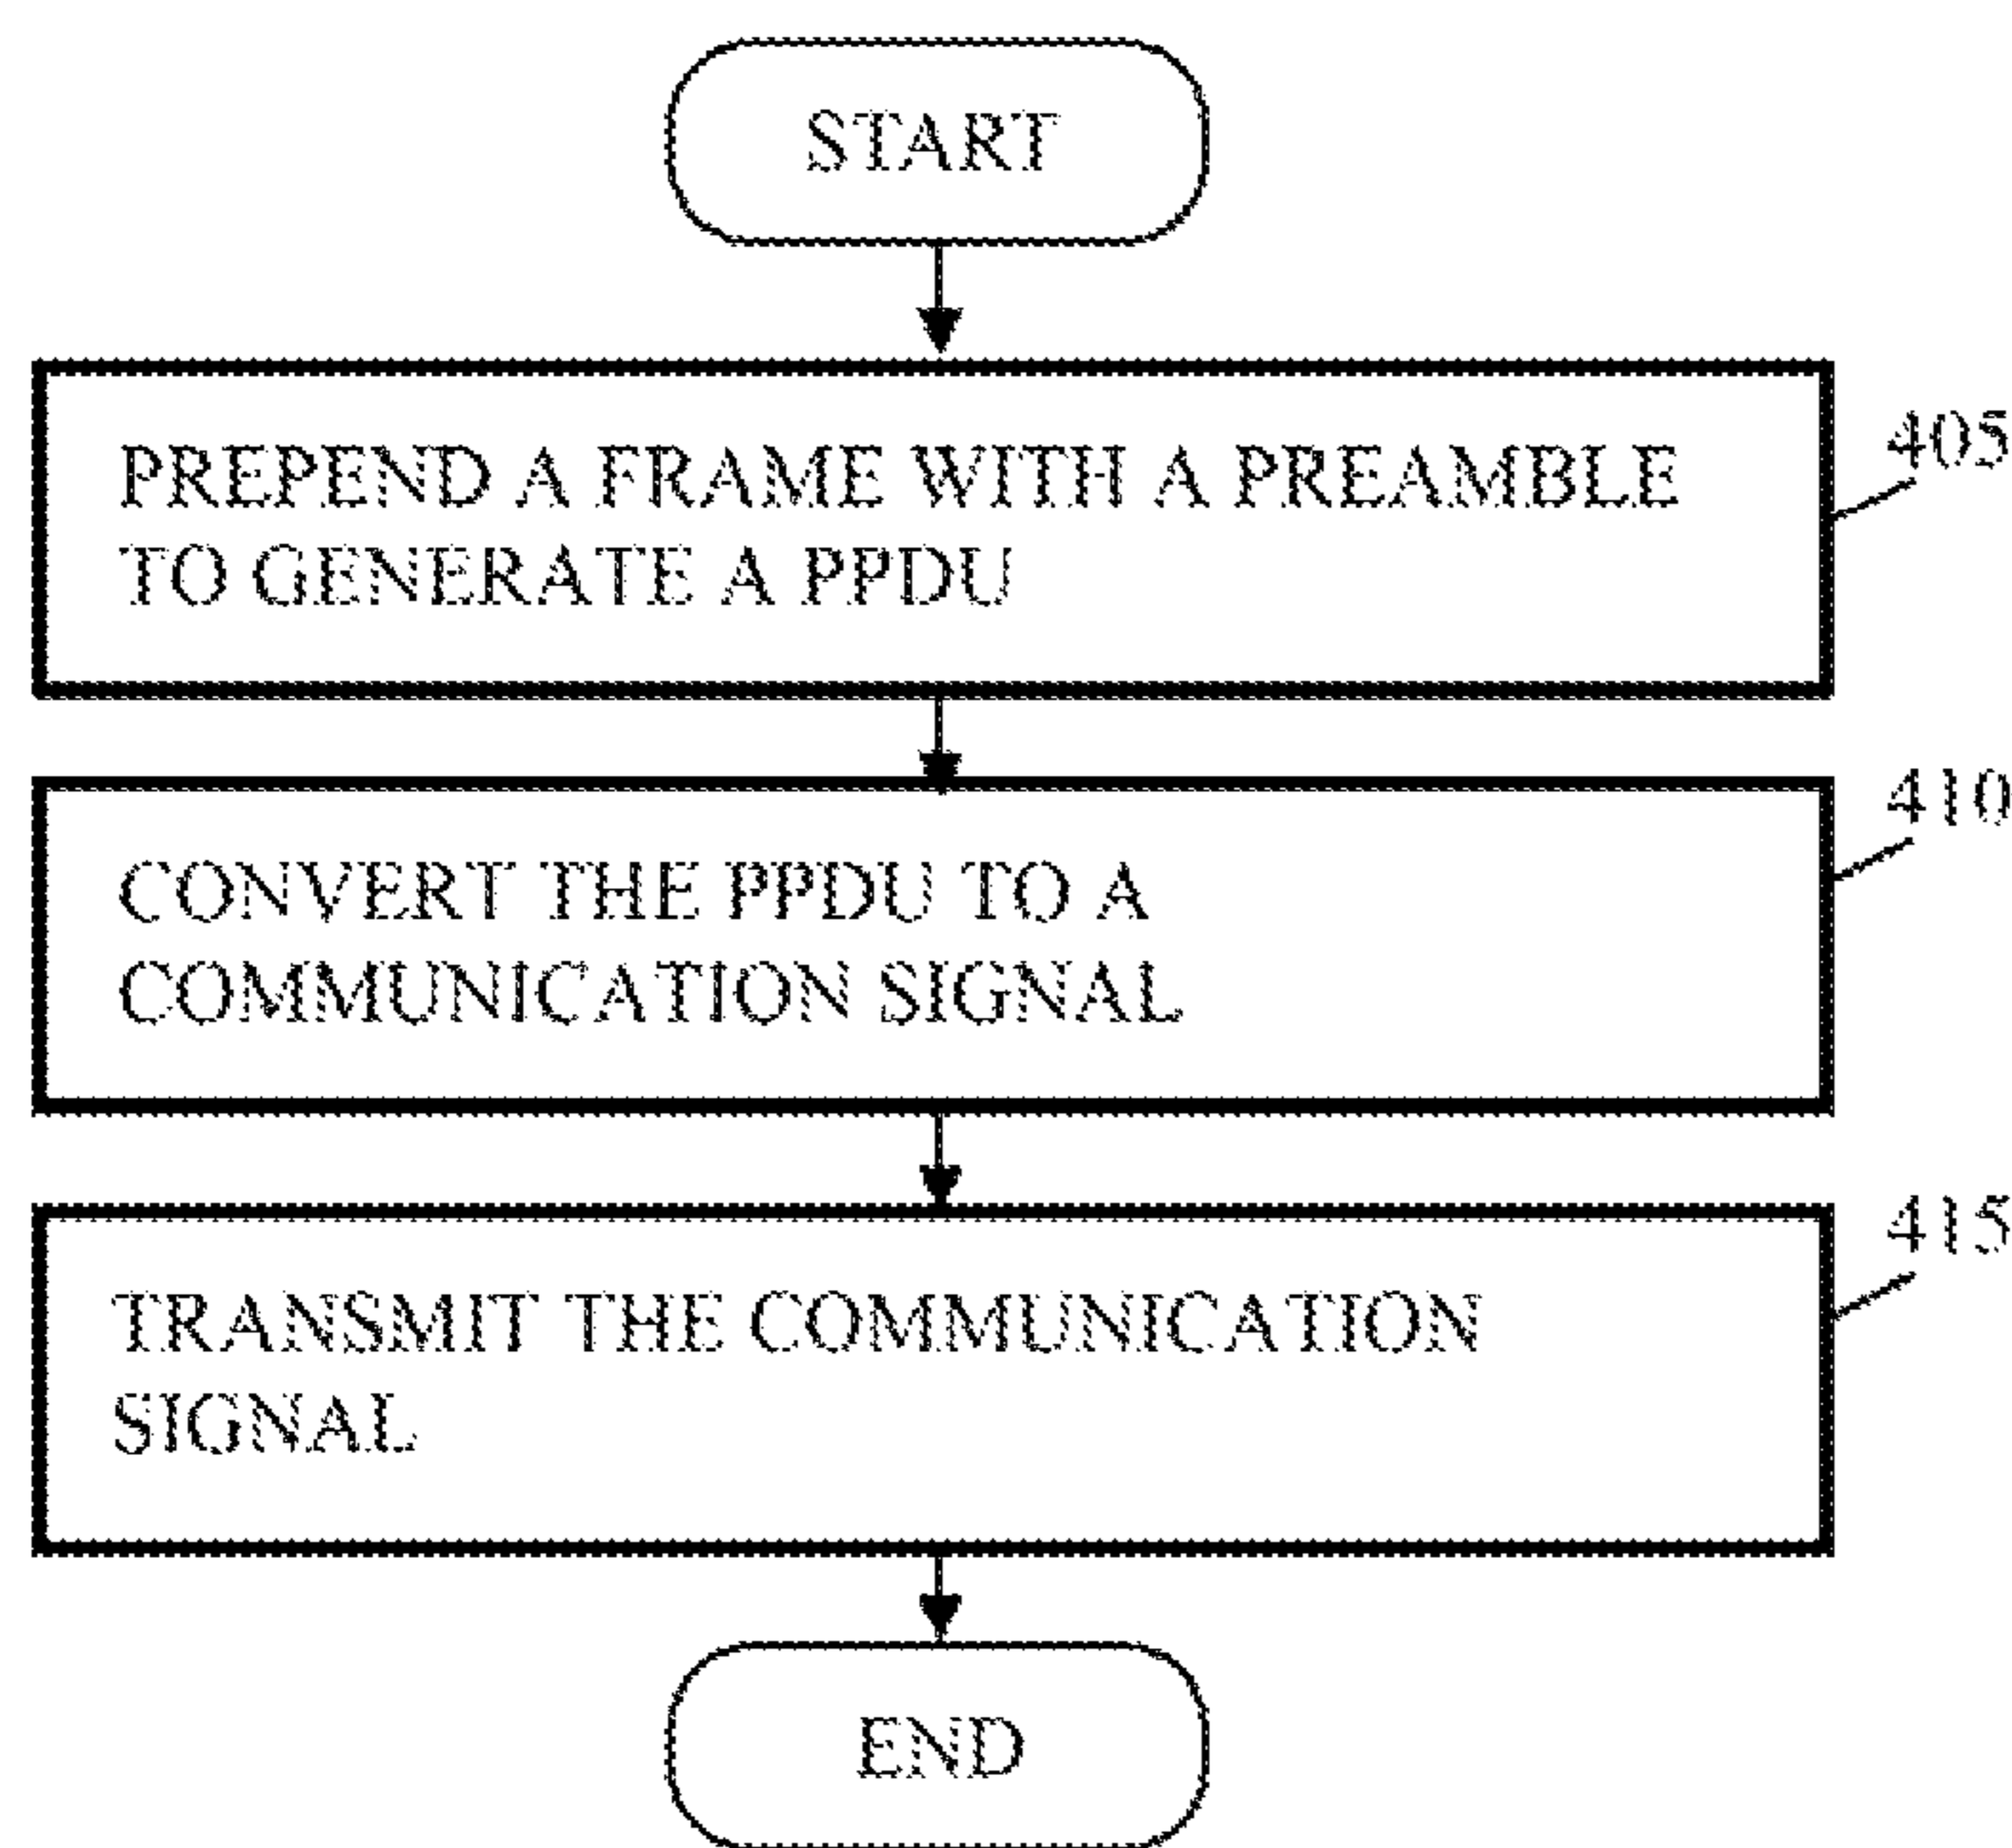 START
405
PREPEND A FRAME WITH A PREAMBLE
TO GENERATE A PPDU
410
CONVERT THE PPDU TO A
COMMUNICATION SIGNAL
415
TRANSMIT THE COMMUNICATION
SIGNAL
END